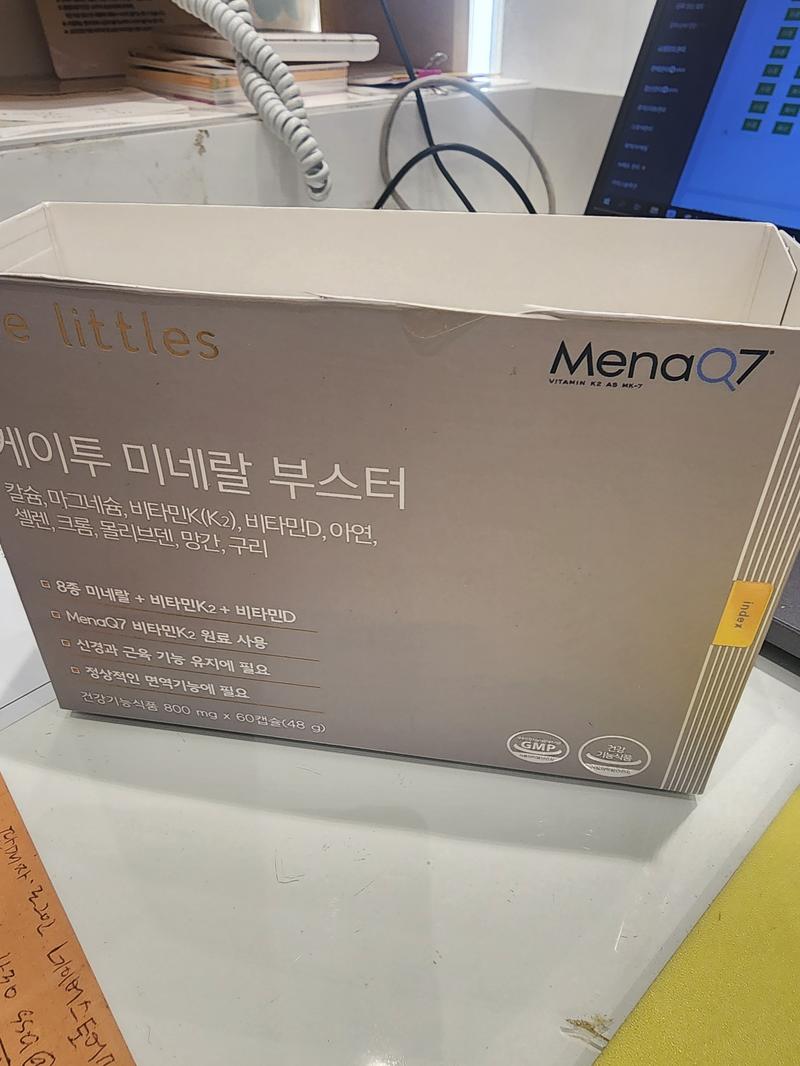 e littles
MenaQ7
VITAMIN K2 AS MK-7
케이투 미네랄 부스터
칼슘, 마그네슘, 비타민K(K2), 비타민D, 아연,
셀렌, 크롬, 몰리브덴, 망간, 구리
8종 미네랄 + 비타민K2 + 비타민D
MenaQ7 비타민K2 원료 사용
신경과 근육 기능 유지에 필요
정상적인 면역기능에 필요
건강기능식품 800 mg x 60캡슐(48 g)
index
GMP
건강
기능식품